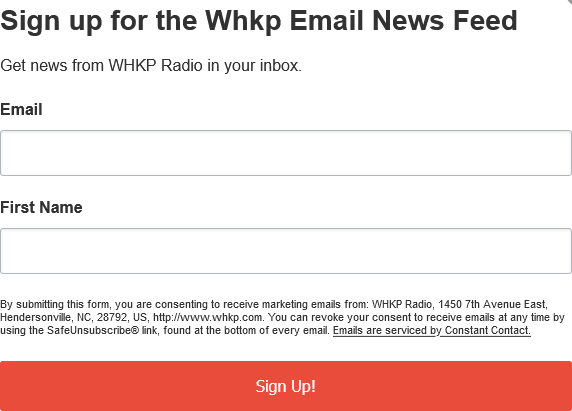 Sign up for the Whkp Email News Feed
Get news from WHKP Radio in your inbox.
Email
First Name
By submitting this form, you are consenting to receive marketing emails from: WHKP Radio, 1450 7th Avenue East,
Hendersonville, NC, 28792, US, http://www.whkp.com. You can revoke your consent to receive emails at any time by
using the SafeUnsubscribe® link, found at the bottom of every email. Emails are serviced by Constant Contact.
Sign Up!